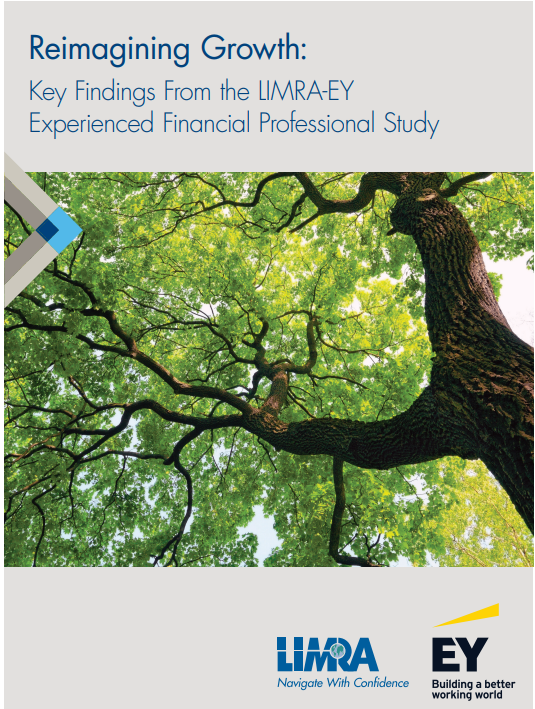 Reimagining Growth:
Key Findings From the LIMRA-EY
Experienced Financial Professional Study
LIMRA
Navigate With Confidence
EY
Building a better
working world